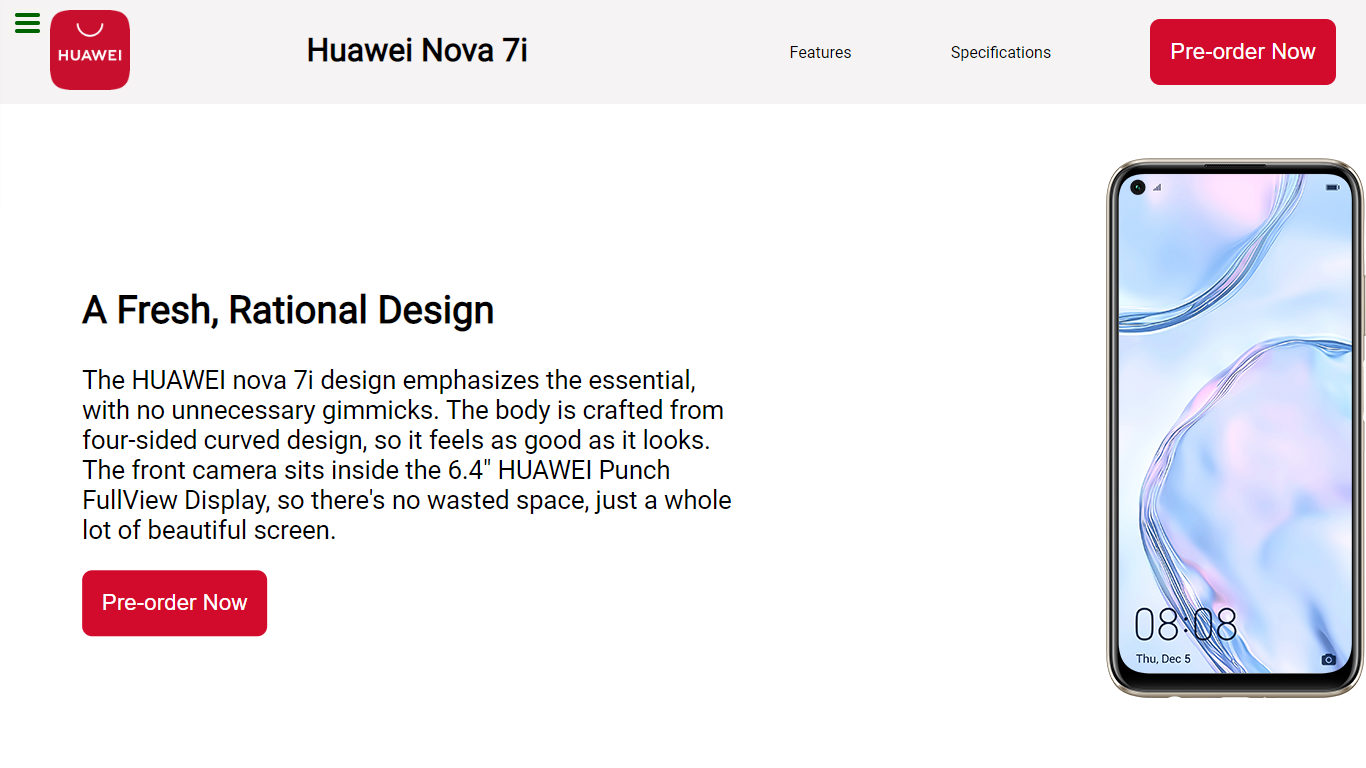 HUAWEI
Huawei Nova 7i
Features
Specifications
Pre-order Now
A Fresh, Rational Design
The HUAWEI nova 7i design emphasizes the essential,
with no unnecessary gimmicks. The body is crafted from
four-sided curved design, so it feels as good as it looks.
The front camera sits inside the 6.4" HUAWEI Punch
FullView Display, so there's no wasted space, just a whole
lot of beautiful screen.
Pre-order Now
08:08
Thu, Dec 5